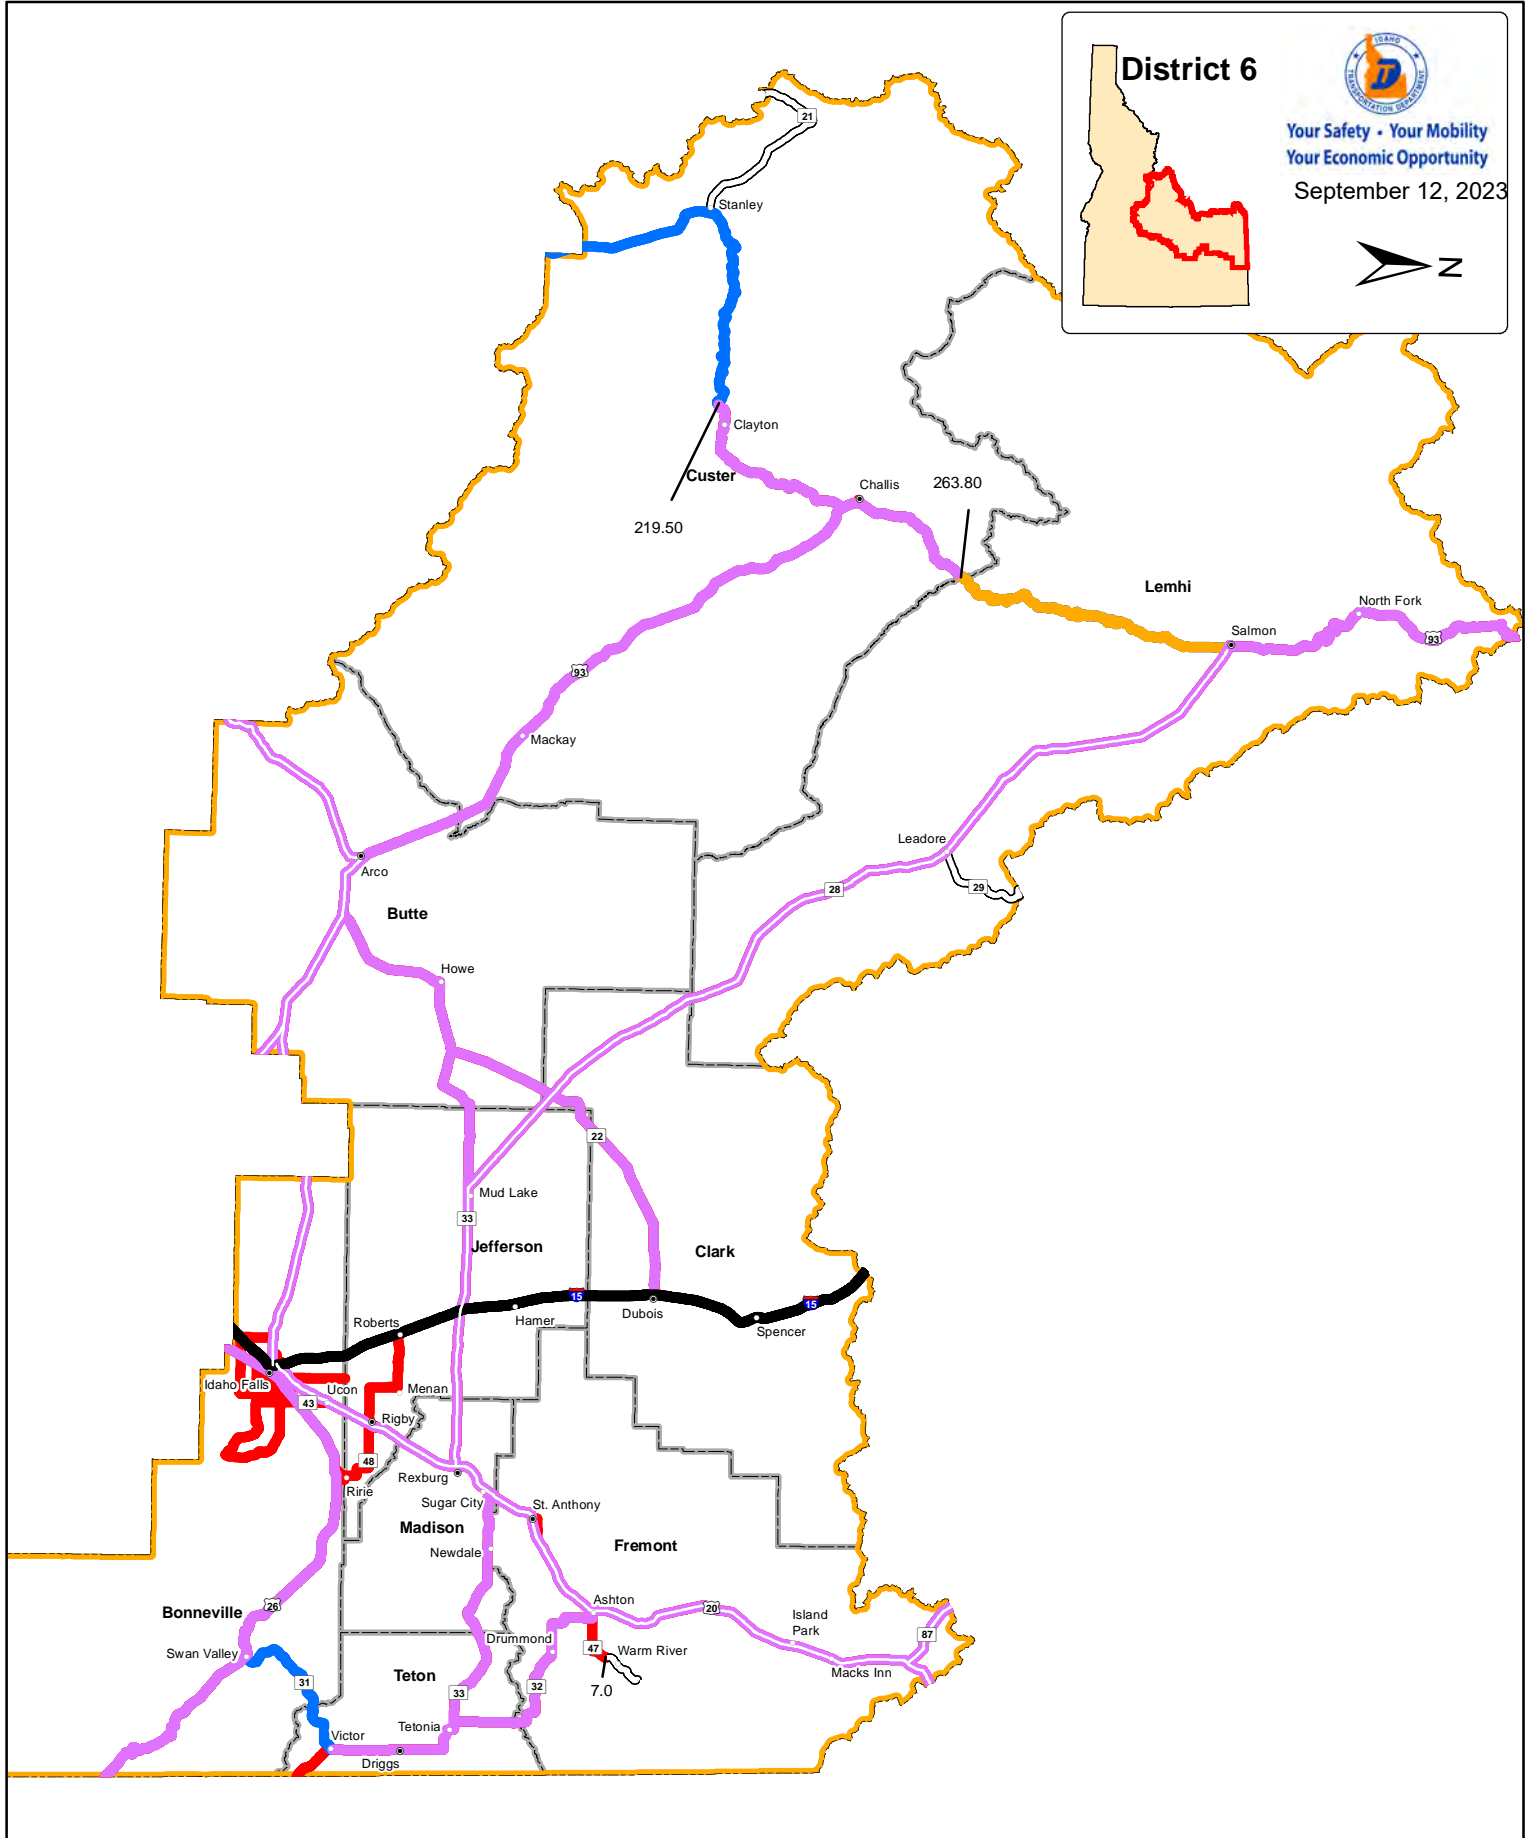 District 6
IDAHO
TRANSPORTATION DEPARTMENT
Your Safety • Your Mobility
Your Economic Opportunity
September 12, 2023
N
21
Stanley
Clayton
Custer
Challis
263.80
219.50
Lemhi
North Fork
Salmon
93
93
Mackay
Leadore
Arco
28
29
Butte
Howe
22
Mud Lake
33
Jefferson
Clark
15
15
Roberts
Hamer
Dubois
Spencer
Idaho Falls
Ucon
Menan
43
Rigby
48
Rexburg
Ririe
Sugar City
St. Anthony
Madison
Newdale
Fremont
Ashton
26
20
Bonneville
Island
Park
Drummond
87
Swan Valley
47
Warm River
Macks Inn
Teton
31
33
32
7.0
Tetonia
Victor
Driggs